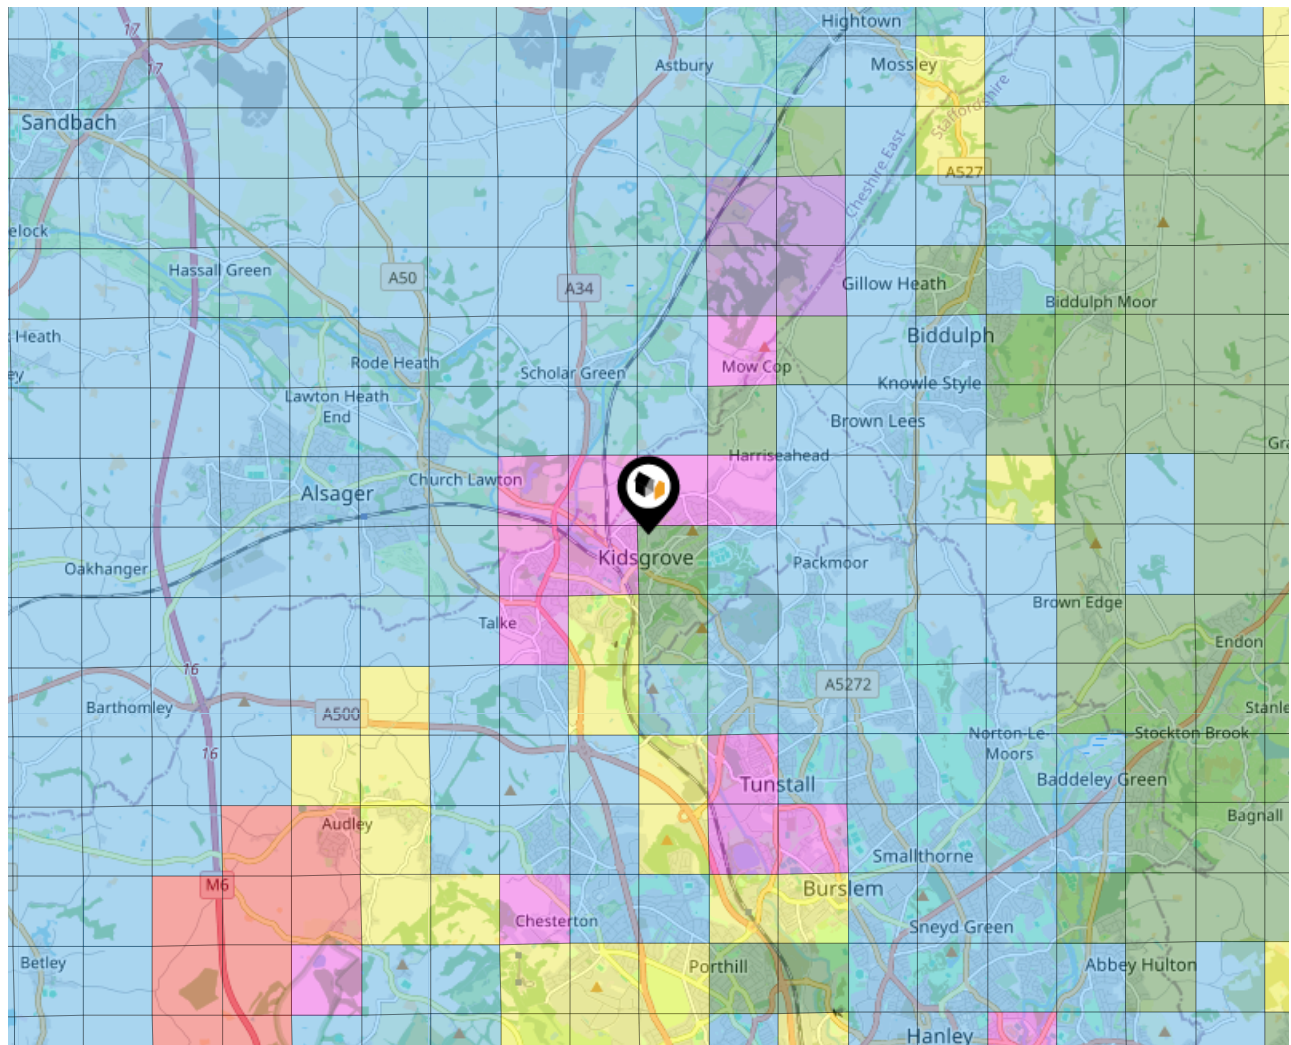 17
Hightown
17
Astbury
Mossley
Sandbach
Staffordshire
A527
Cheshire East
elock
Hassall Green
A50
A34
Gillow Heath
Biddulph Moor
Heath
Biddulph
ey
Rode Heath
Scholar Green
Mow Cop
Knowle Style
Lawton Heath
End
Brown Lees
Gra
Harriseahead
Church Lawton
Alsager
Kidsgrove
Packmoor
Oakhanger
Brown Edge
Talke
Endon
16
A5272
Barthomley
A500
Stanle
16
Norton-Le-
Moors
Stockton Brook
Tunstall
Baddeley Green
Audley
Bagnall
Smallthorne
M6
Burslem
Chesterton
Sneyd Green
Betley
Porthill
Abbey Hulton
Hanley